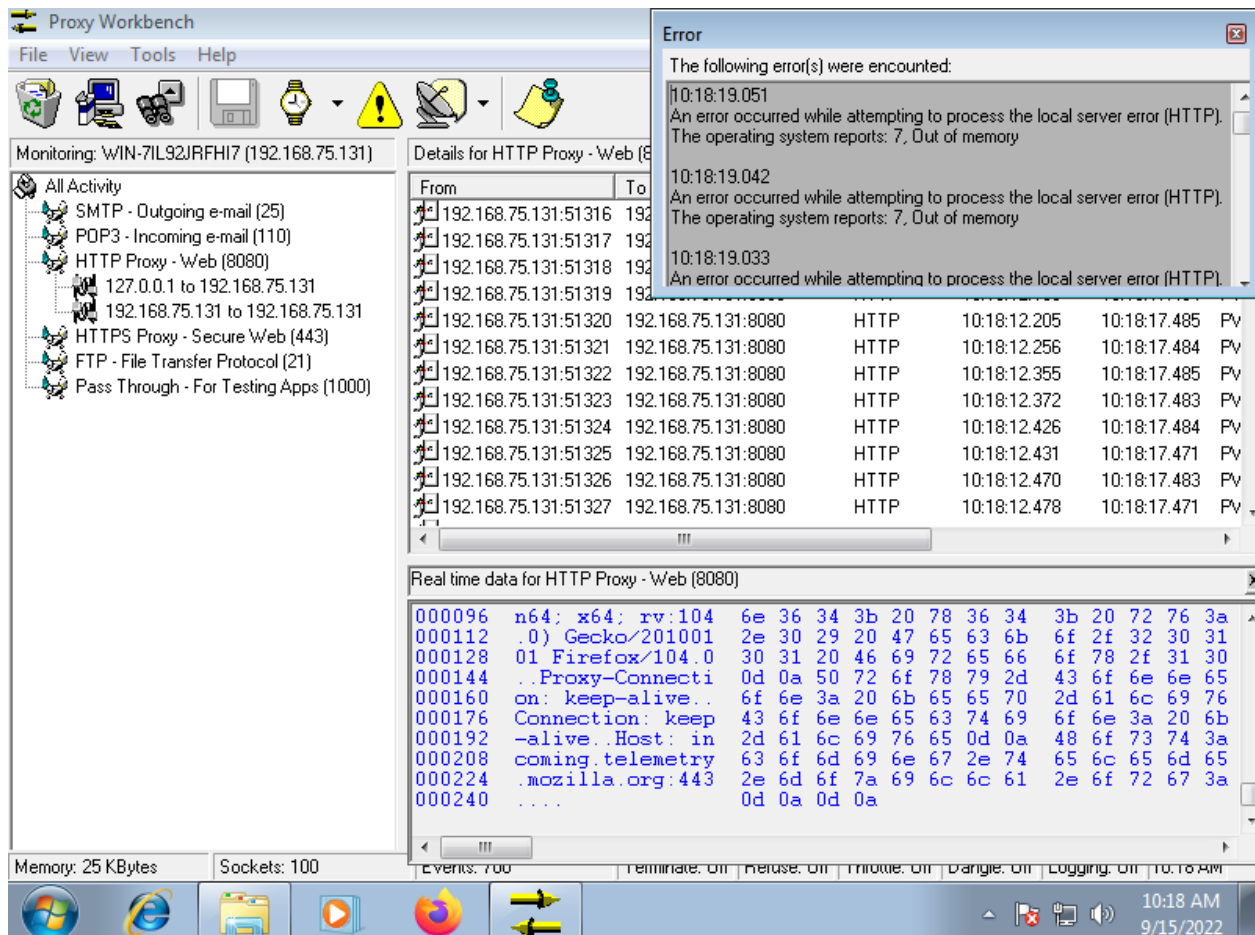 Proxy Workbench
File View Tools Help
Monitoring: WIN-7IL92JRFHI7 (192.168.75.131)
All Activity
SMTP - Outgoing e-mail (25)
POP3 - Incoming e-mail (110)
HTTP Proxy - Web (8080)
127.0.0.1 to 192.168.75.131
192.168.75.131 to 192.168.75.131
HTTPS Proxy - Secure Web (443)
FTP - File Transfer Protocol (21)
Pass Through - For Testing Apps (1000)
Error
The following error(s) were encounted:
10:18:19.051
An error occurred while attempting to process the local server error (HTTP).
The operating system reports: 7, Out of memory
10:18:19.042
An error occurred while attempting to process the local server error (HTTP).
The operating system reports: 7, Out of memory
10:18:19.033
An error occurred while attempting to process the local server error (HTTP).
Details for HTTP Proxy - Web (8
From To
192.168.75.131:51316 192
192.168.75.131:51317 192
192.168.75.131:51318 192
192.168.75.131:51319
192.168.75.131:51320 192.168.75.131:8080 HTTP 10:18:12.205 10:18:17.485
192.168.75.131:51321 192.168.75.131:8080 HTTP 10:18:12.256 10:18:17.484
192.168.75.131:51322 192.168.75.131:8080 HTTP 10:18:12.355 10:18:17.485
192.168.75.131:51323 192.168.75.131:8080 HTTP 10:18:12.372 10:18:17.483
192.168.75.131:51324 192.168.75.131:8080 HTTP 10:18:12.426 10:18:17.484
192.168.75.131:51325 192.168.75.131:8080 HTTP 10:18:12.431 10:18:17.471
192.168.75.131:51326 192.168.75.131:8080 HTTP 10:18:12.470 10:18:17.483
192.168.75.131:51327 192.168.75.131:8080 HTTP 10:18:12.478 10:18:17.471
Real time data for HTTP Proxy - Web (8080)
000096 n64; x64; rv:104 6e 36 34 3b 20 78 36 34 3b 20 72 76 3a
000112 .0) Gecko/201001 2e 30 29 20 47 65 63 6b 6f 2f 32 30 31
000128 01 Firefox/104.0 30 31 20 46 69 72 65 66 6f 78 2f 31 30
000144 ..Proxy-Connecti 0d 0a 50 72 6f 78 79 2d 43 6f 6e 6e 65
000160 on: keep-alive.. 6f 6e 3a 20 6b 65 65 70 2d 61 6c 69 76
000176 Connection: keep 43 6f 6e 6e 65 63 74 69 6f 6e 3a 20 6b
000192 -alive..Host: in 2d 61 6c 69 76 65 0d 0a 48 6f 73 74 3a
000208 coming.telemetry 63 6f 6d 69 6e 67 2e 74 65 6c 65 6d 65
000224 .mozilla.org:443 2e 6d 6f 7a 69 6c 6c 61 2e 6f 72 67 3a
000240 .... 0d 0a 0d 0a
Memory: 25 KBytes Sockets: 100 Events: 700 Terminate: Off Refuse: Off Throttle: Off Dangle: Off Logging: Off 10:18 AM
10:18 AM
9/15/2022